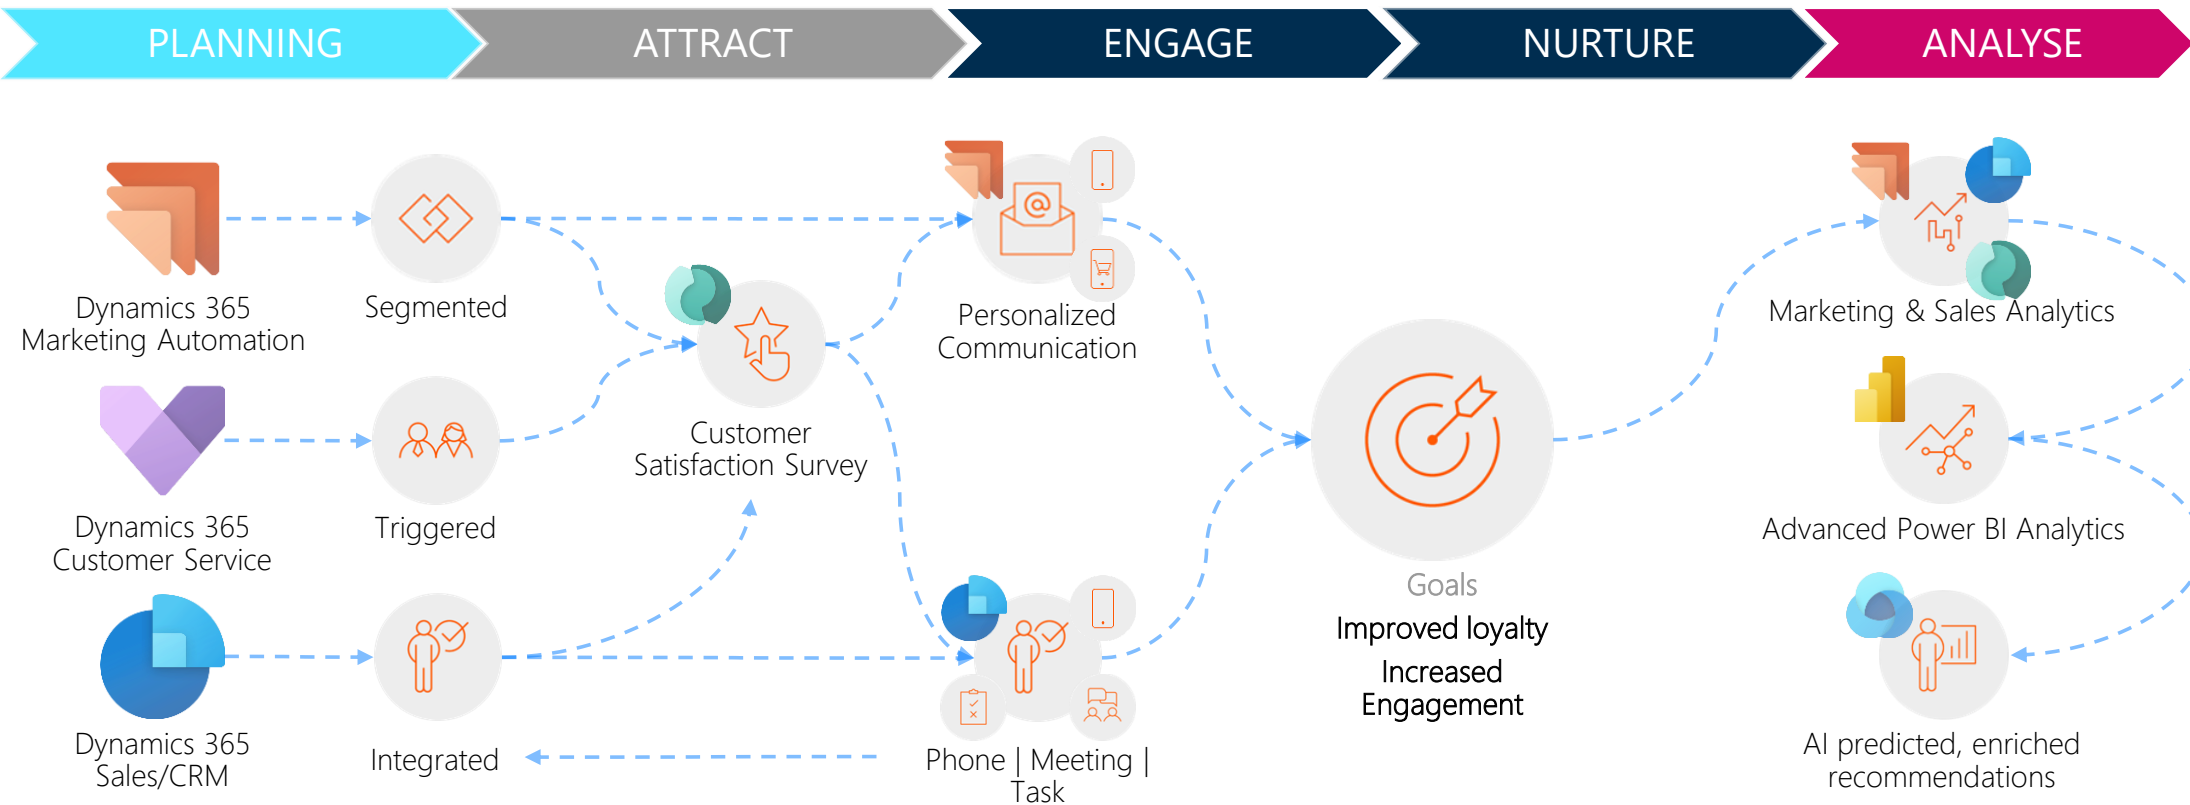 PLANNING
ATTRACT
ENGAGE
NURTURE
ANALYSE
Dynamics 365
Marketing Automation
Segmented
Personalized
Communication
Marketing & Sales Analytics
Customer
Satisfaction Survey
Dynamics 365
Customer Service
Triggered
Advanced Power BI Analytics
Goals
Improved loyalty
Increased
Engagement
Dynamics 365
Sales/CRM
Integrated
Phone | Meeting |
Task
AI predicted, enriched
recommendations